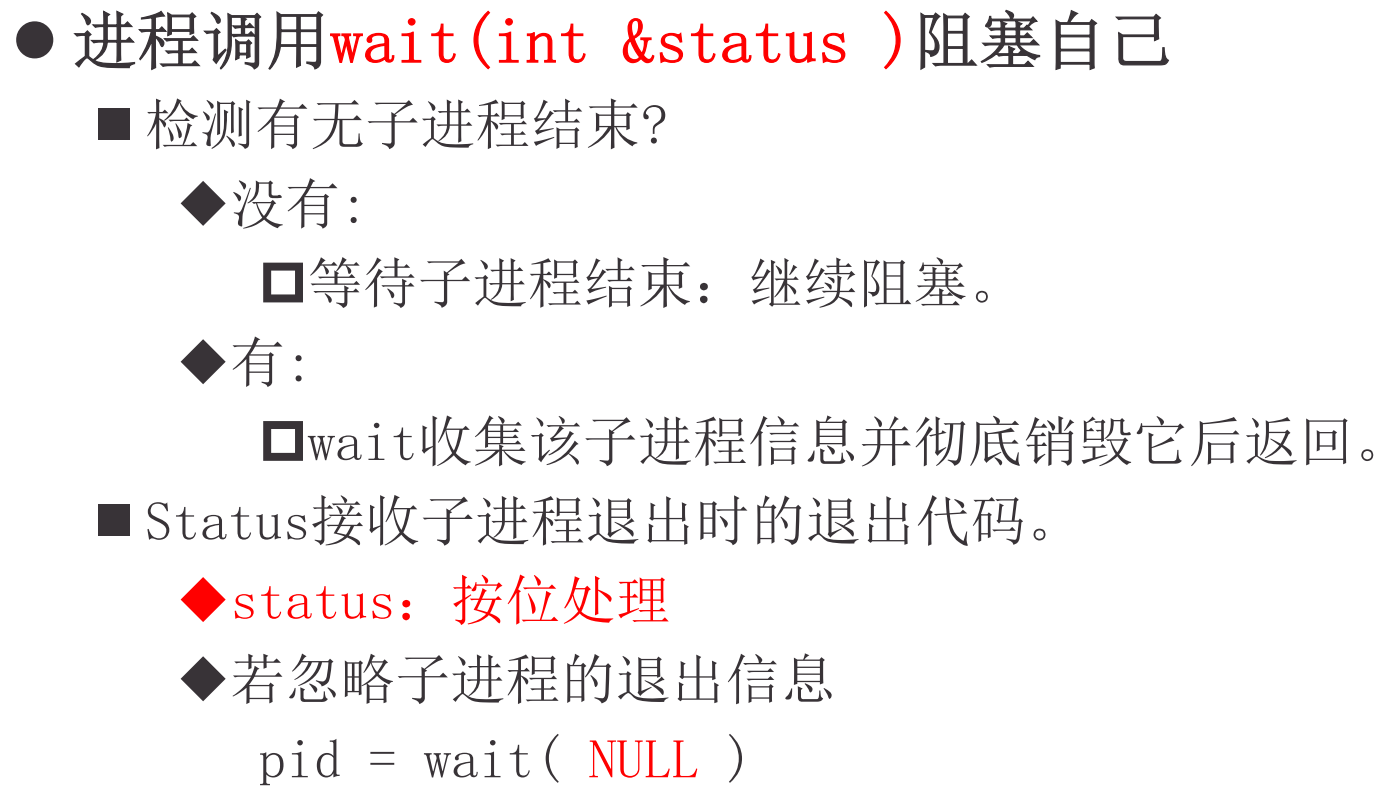 ● 进程调用wait(int &status )阻塞自己
■ 检测有无子进程结束?
◆没有:
□等待子进程结束：继续阻塞。
◆有:
□wait收集该子进程信息并彻底销毁它后返回。
■ Status接收子进程退出时的退出代码。
◆status：按位处理
◆若忽略子进程的退出信息
pid = wait( NULL )